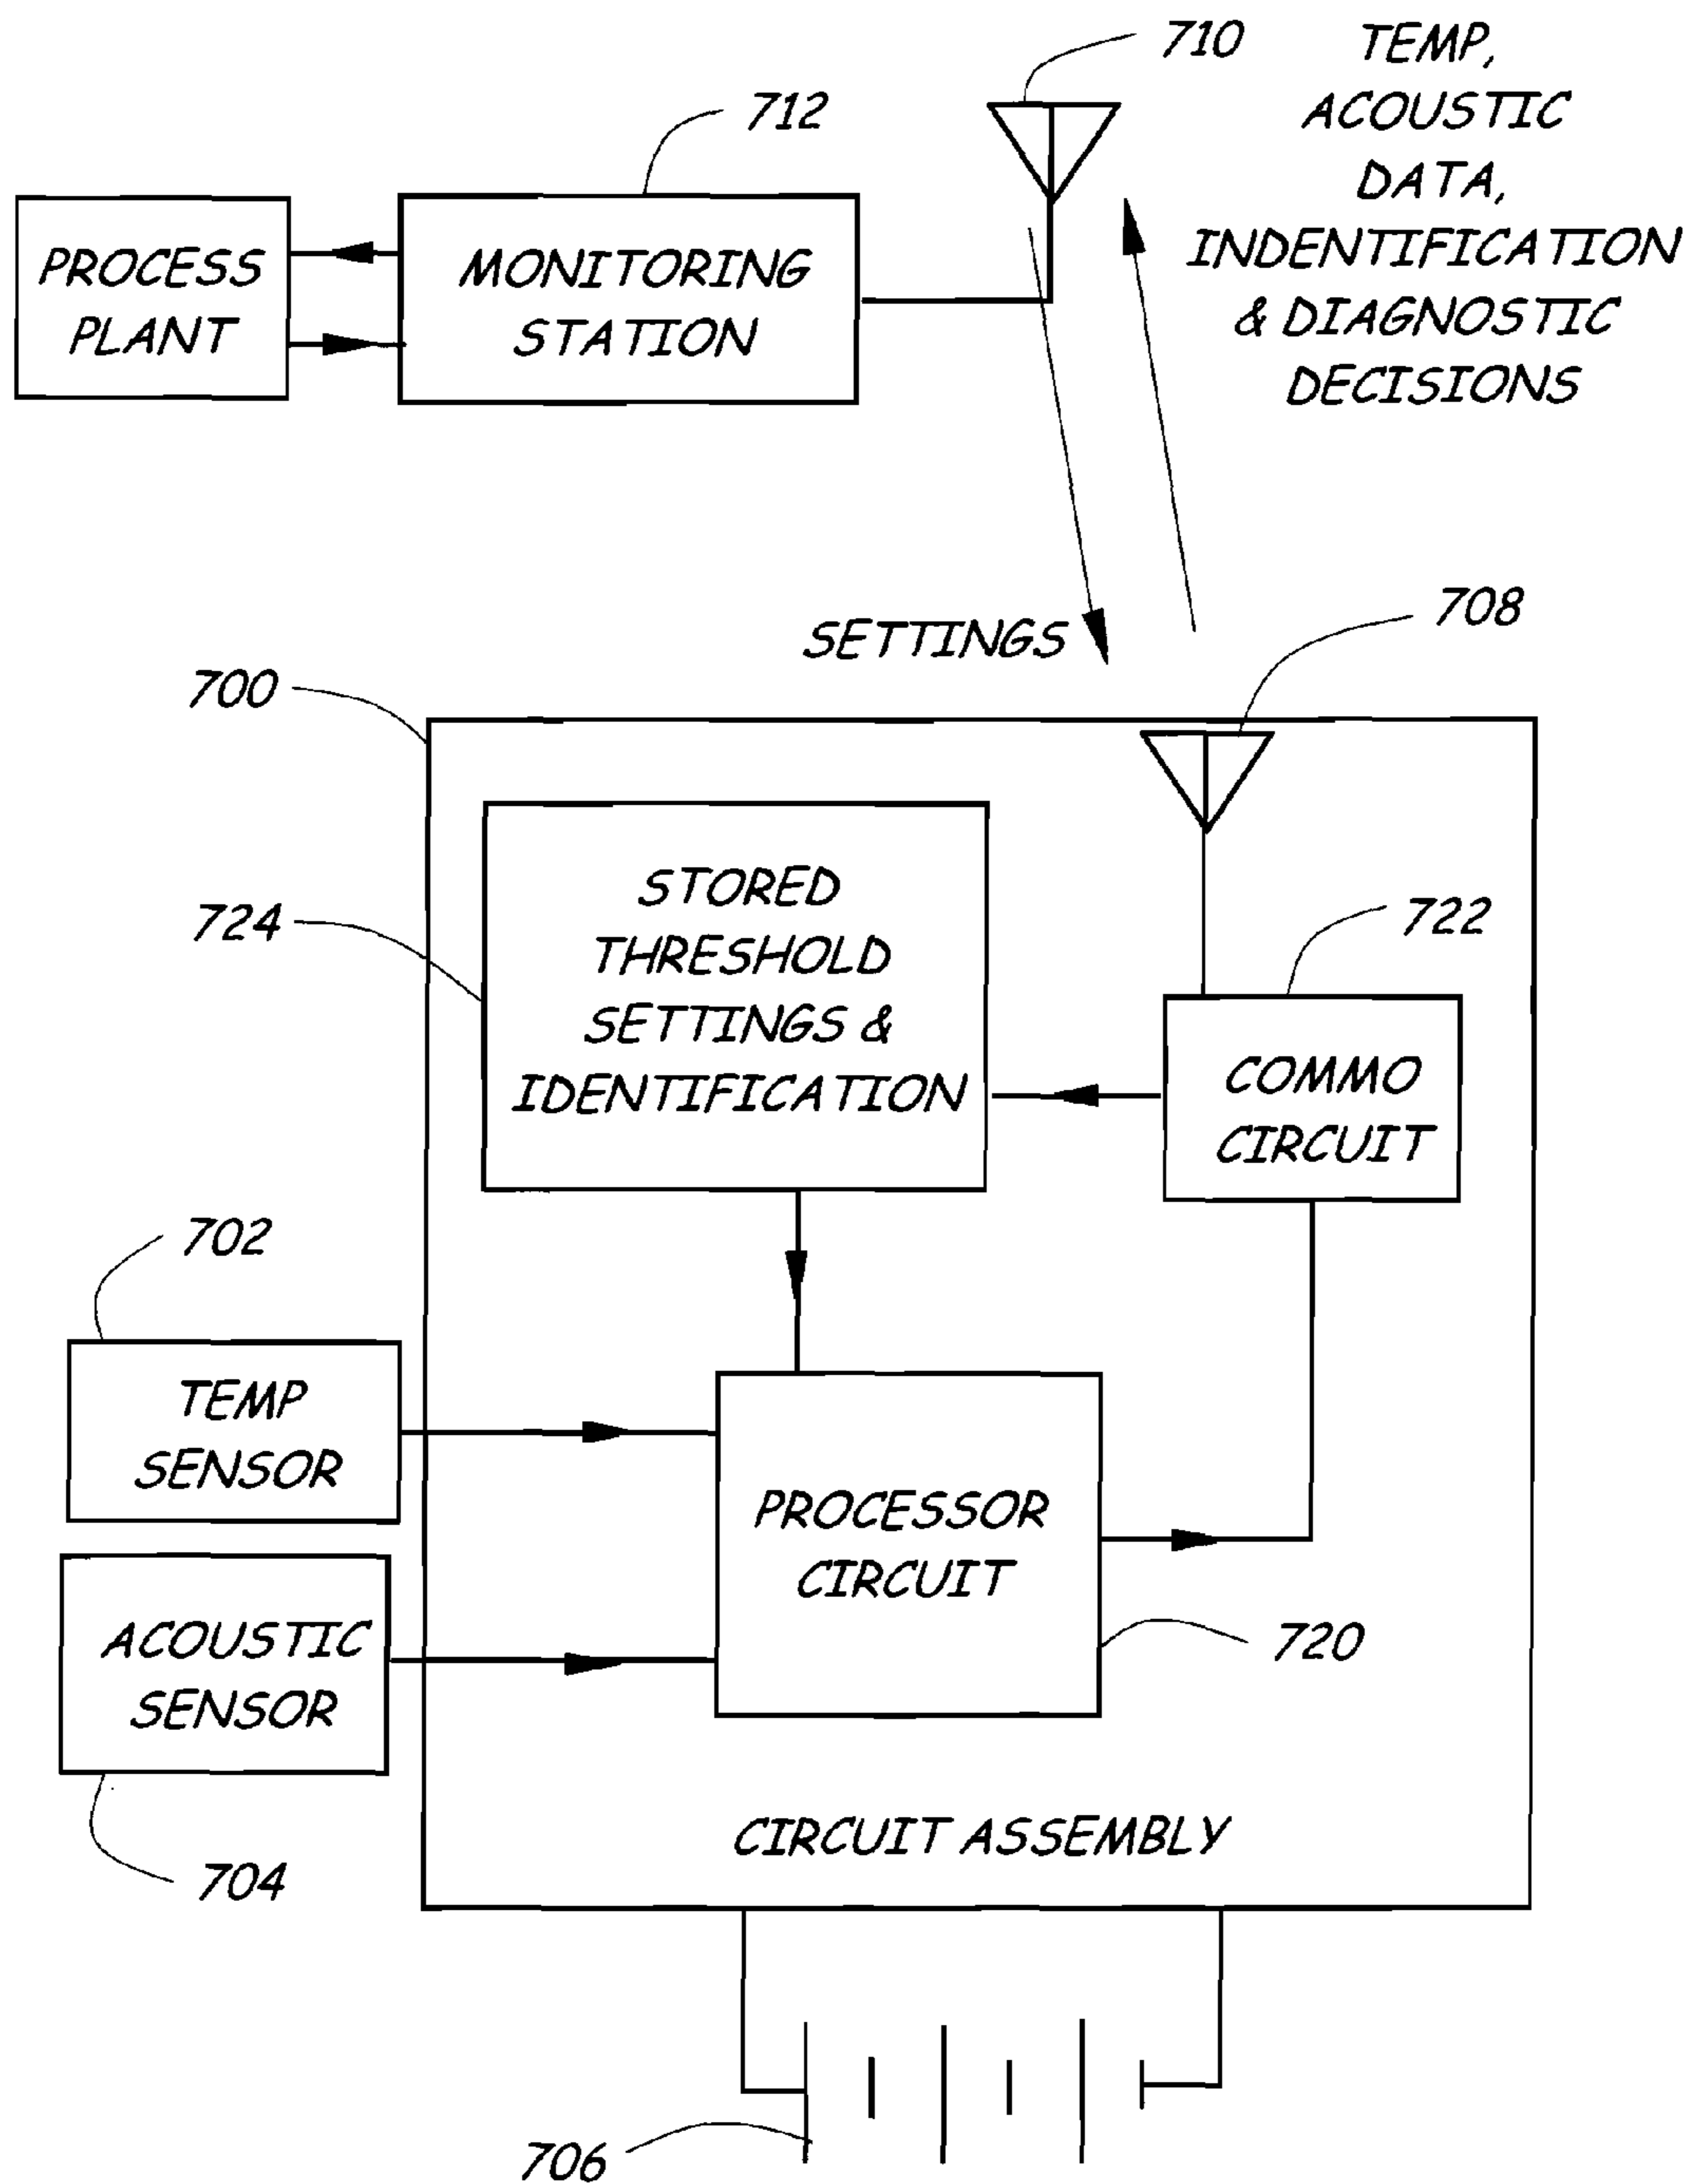 710
TEMP,
ACOUSTIC
DATA,
INDENTIFICATION
& DIAGNOSTIC
DECISIONS
712
PROCESS
PLANT
MONITORING
STATION
SETTINGS
708
700
STORED
THRESHOLD
SETTINGS &
IDENTIFICATION
724
722
COMMO
CIRCUIT
702
TEMP
SENSOR
PROCESSOR
CIRCUIT
ACOUSTIC
SENSOR
720
704
CIRCUIT ASSEMBLY
706